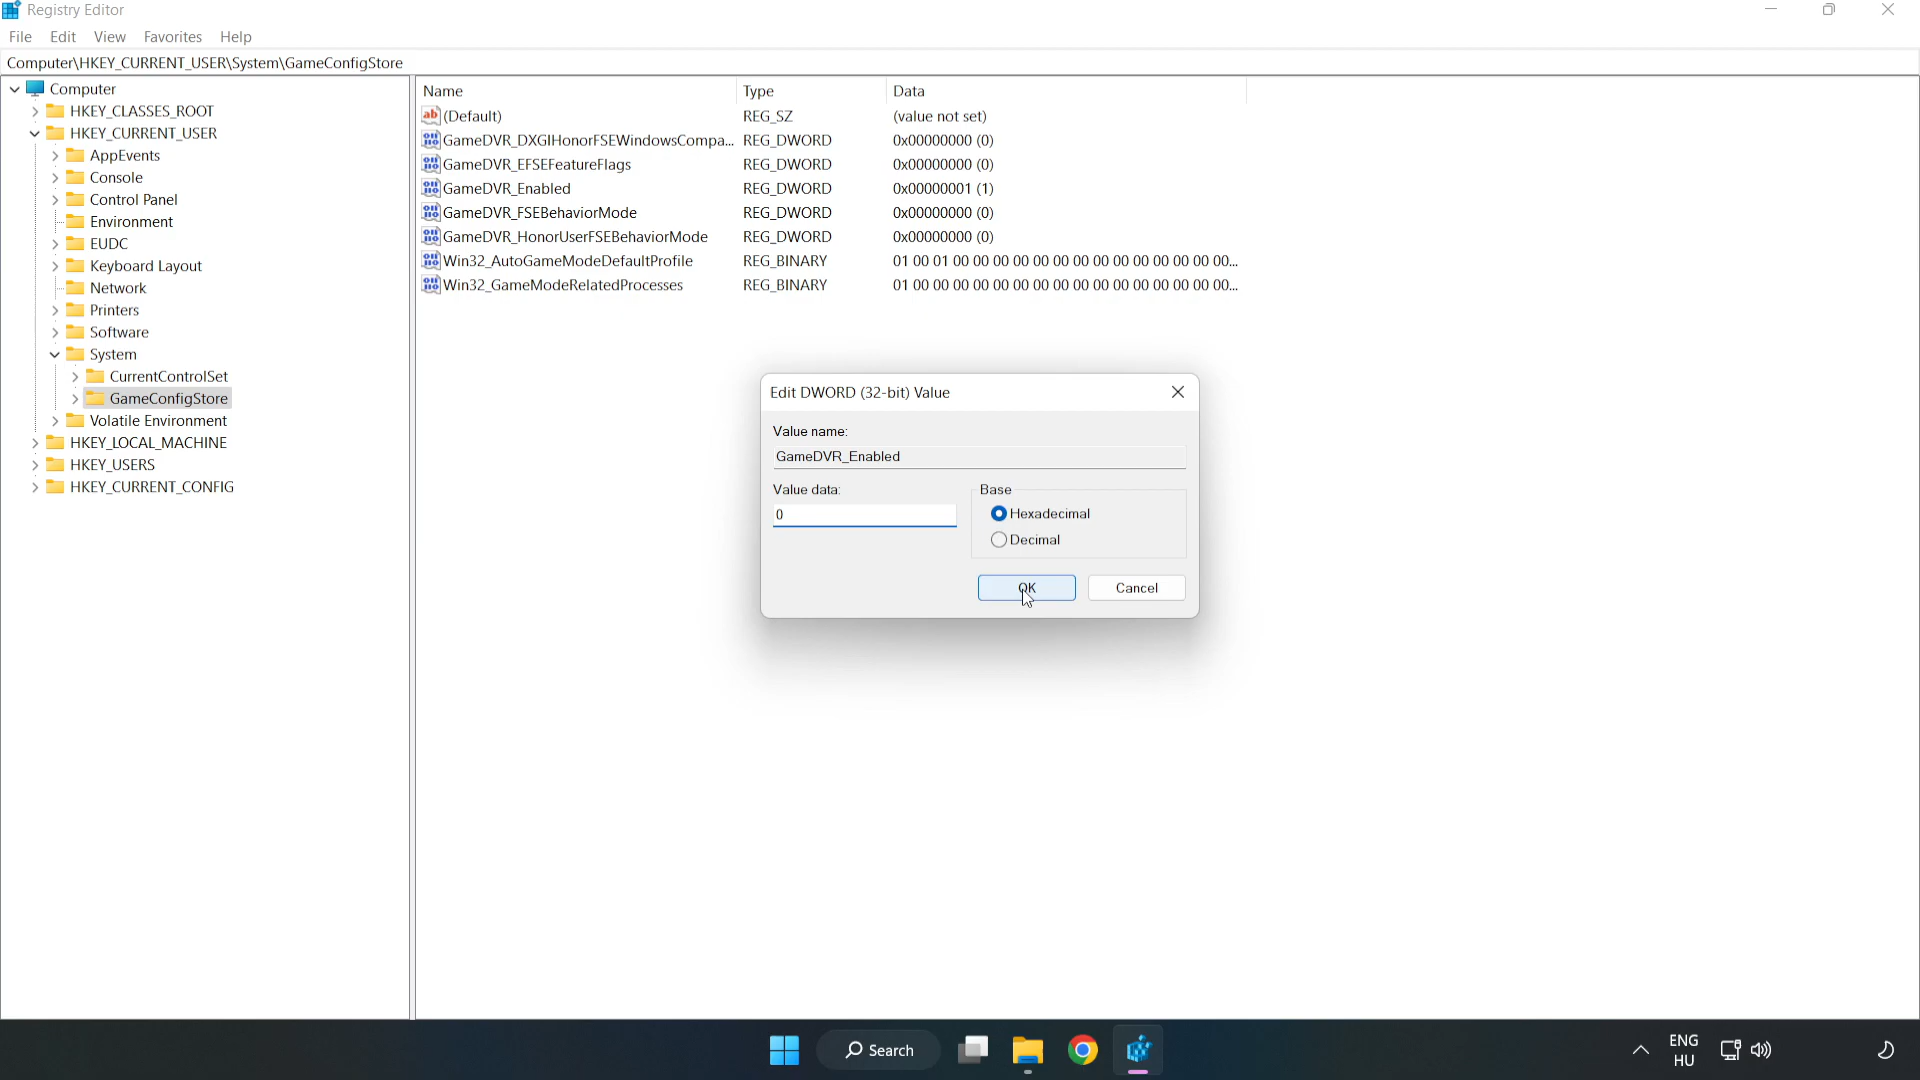 Registry Editor
File Edit View Favorites Help
Computer\HKEY_CURRENT_USER\System\GameConfigStore
Computer
HKEY_CLASSES_ROOT
HKEY_CURRENT_USER
AppEvents
Console
Control Panel
Environment
EUDC
Keyboard Layout
Network
Printers
Software
System
CurrentControlSet
GameConfigStore
Volatile Environment
HKEY_LOCAL_MACHINE
HKEY_USERS
HKEY_CURRENT_CONFIG
Name Type Data
(Default) REG_SZ (value not set)
GameDVR_DXGIHonorFSEWindowsCompa... REG_DWORD 0x00000000 (0)
GameDVR_EFSEFeatureFlags REG_DWORD 0x00000000 (0)
GameDVR_Enabled REG_DWORD 0x00000001 (1)
GameDVR_FSEBehaviorMode REG_DWORD 0x00000000 (0)
GameDVR_HonorUserFSEBehaviorMode REG_DWORD 0x00000000 (0)
Win32_AutoGameModeDefaultProfile REG_BINARY 01 00 01 00 00 00 00 00 00 00 00 00 00 00 00 00 00...
Win32_GameModeRelatedProcesses REG_BINARY 01 00 00 00 00 00 00 00 00 00 00 00 00 00 00 00 00...
Edit DWORD (32-bit) Value
Value name:
GameDVR_Enabled
Value data: Base
0 Hexadecimal
Decimal
OK Cancel
Search
ENG
HU